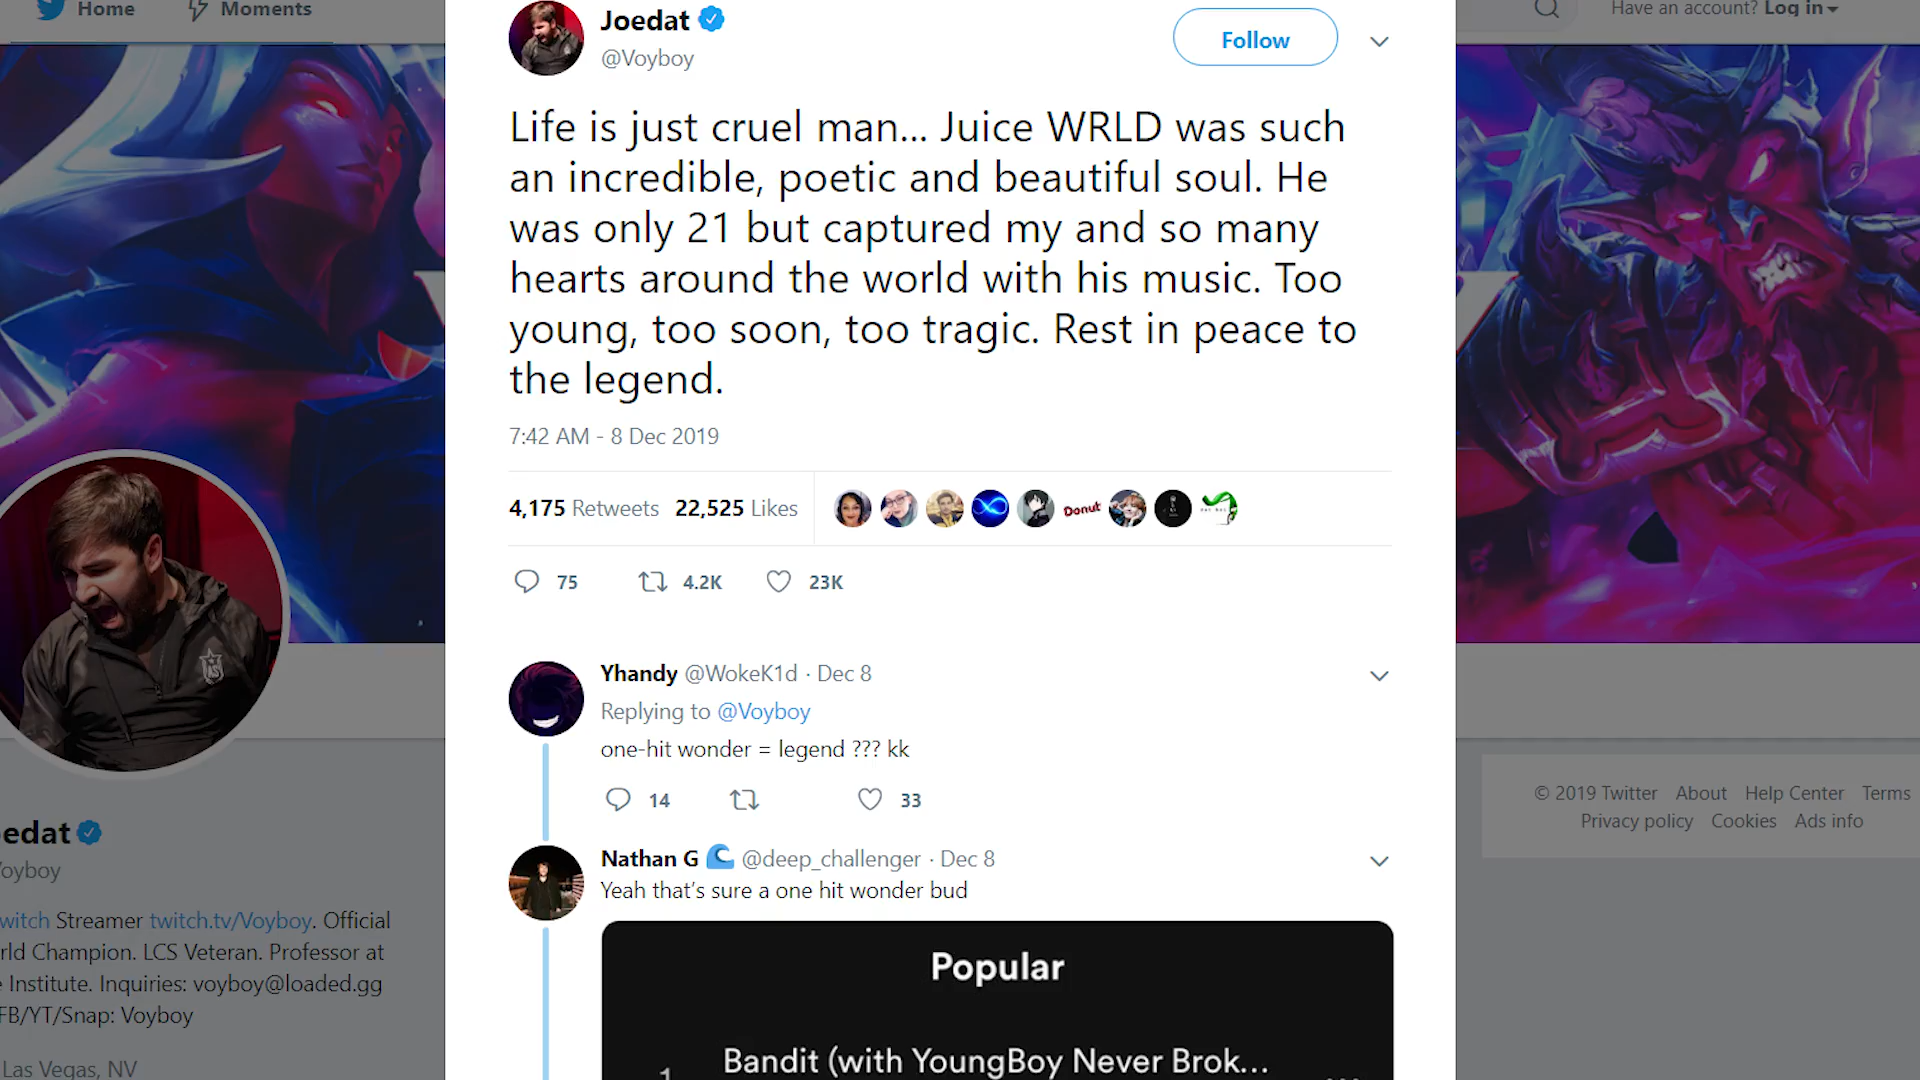 Home Moments
Have an account? Log in
Joedat
@Voyboy
Follow
Life is just cruel man... Juice WRLD was such
an incredible, poetic and beautiful soul. He
was only 21 but captured my and so many
hearts around the world with his music. Too
young, too soon, too tragic. Rest in peace to
the legend.
7:42 AM - 8 Dec 2019
4,175 Retweets 22,525 Likes
Donut
75 4.2K 23K
Yhandy @WokeK1d · Dec 8
Replying to @Voyboy
one-hit wonder = legend ??? kk
14 33
Nathan G @deep_challenger · Dec 8
Yeah that's sure a one hit wonder bud
Popular
1 Bandit (with YoungBoy Never Brok...
edat
oyboy
witch Streamer twitch.tv/Voyboy. Official
rld Champion. LCS Veteran. Professor at
e Institute. Inquiries: voyboy@loaded.gg
FB/YT/Snap: Voyboy
Las Vegas, NV
AS
© 2019 Twitter About Help Center Terms
Privacy policy Cookies Ads info